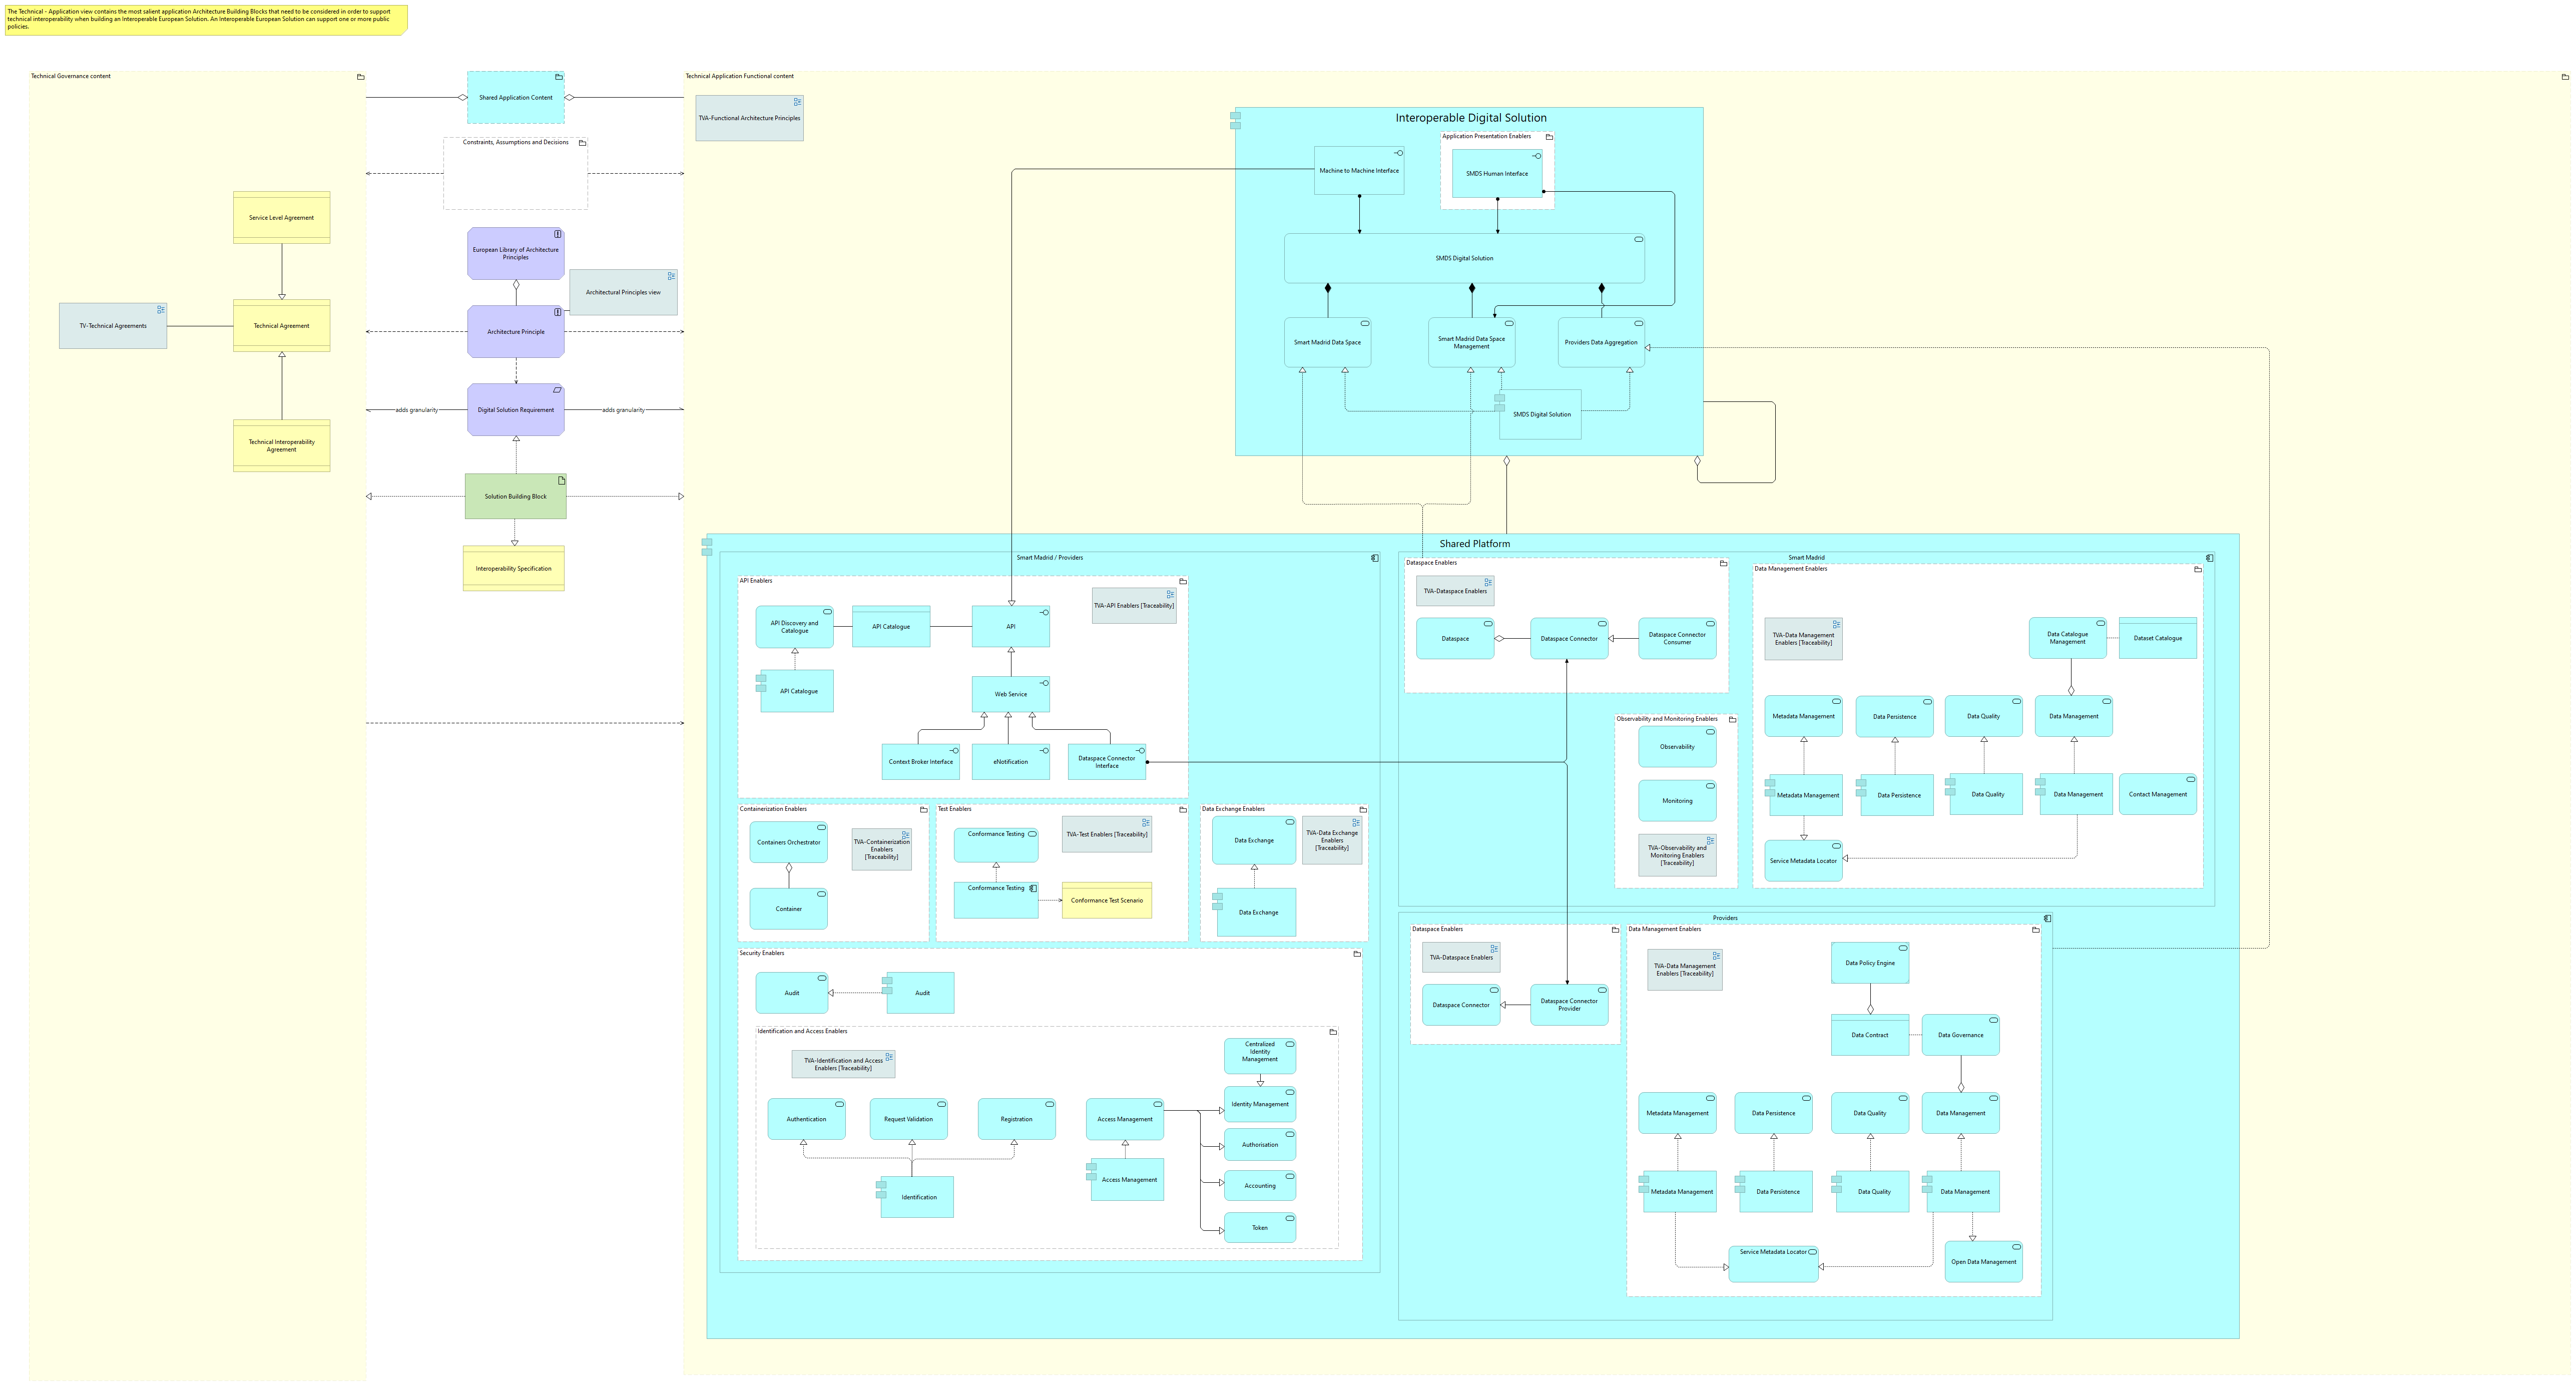 The Technical - Application view contains the most salient application Architecture Building Blocks that need to be considered in order to support
technical interoperability when building an Interoperable European Solution. An Interoperable European Solution can support one or more public
policies.
Technical Governance content
Service Level Agreement
TV-Technical Agreements
Technical Agreement
Technical Interoperability
Agreement
Shared Application Content
Constraints, Assumptions and Decisions
European Library of Architecture
Principles
Architectural Principles view
Architecture Principle
adds granularity
Digital Solution Requirement
adds granularity
Solution Building Block
Interoperability Specification
Technical Application Functional content
TVA-Functional Architecture Principles
Interoperable Digital Solution
Machine to Machine Interface
Application Presentation Enablers
SMDS Human Interface
SMDS Digital Solution
Smart Madrid Data Space
Smart Madrid Data Space
Management
Providers Data Aggregation
SMDS Digital Solution
Shared Platform
Smart Madrid / Providers
API Enablers
TVA-API Enablers [Traceability]
API Discovery and
Catalogue
API Catalogue
API
API Catalogue
Web Service
Context Broker Interface
eNotification
Dataspace Connector
Interface
Containerization Enablers
Containers Orchestrator
TVA-Containerization
Enablers
[Traceability]
Container
Test Enablers
Conformance Testing
TVA-Test Enablers [Traceability]
Conformance Testing
Conformance Test Scenario
Data Exchange Enablers
Data Exchange
TVA-Data Exchange
Enablers
[Traceability]
Data Exchange
Security Enablers
Audit
Audit
Identification and Access Enablers
TVA-Identification and Access
Enablers [Traceability]
Centralized
Identity
Management
Authentication
Request Validation
Registration
Access Management
Identity Management
Authorisation
Identification
Access Management
Accounting
Token
Smart Madrid
Dataspace Enablers
TVA-Dataspace Enablers
Dataspace
Dataspace Connector
Dataspace Connector
Consumer
Observability and Monitoring Enablers
Observability
Monitoring
TVA-Observability and
Monitoring Enablers
[Traceability]
Data Management Enablers
TVA-Data Management
Enablers [Traceability]
Data Catalogue
Management
Dataset Catalogue
Metadata Management
Data Persistence
Data Quality
Data Management
Metadata Management
Data Persistence
Data Quality
Data Management
Contact Management
Service Metadata Locator
Providers
Dataspace Enablers
TVA-Dataspace Enablers
Dataspace Connector
Dataspace Connector
Provider
Data Management Enablers
TVA-Data Management
Enablers [Traceability]
Data Policy Engine
Data Contract
Data Governance
Metadata Management
Data Persistence
Data Quality
Data Management
Metadata Management
Data Persistence
Data Quality
Data Management
Service Metadata Locator
Open Data Management